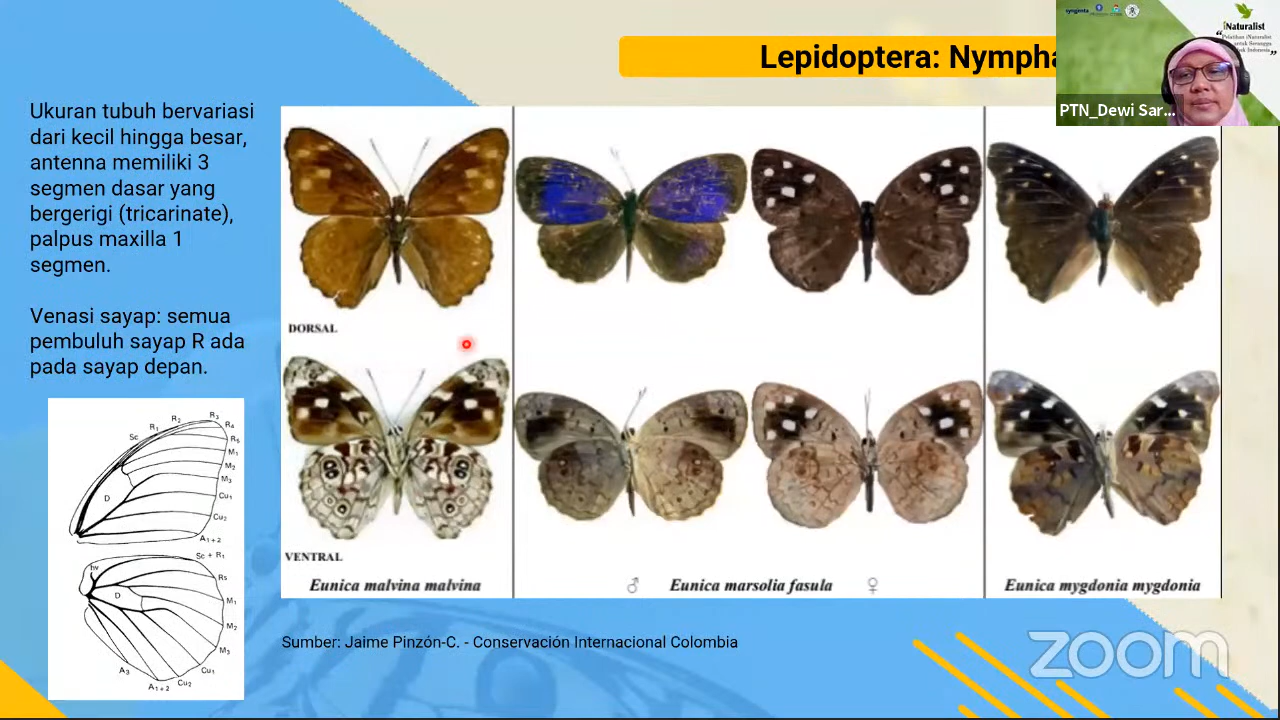 Lepidoptera: Nympha
iNaturalist
PTN_Dewi Sar...
Ukuran tubuh bervariasi
dari kecil hingga besar,
antenna memiliki 3
segmen dasar yang
bergerigi (tricarinate),
palpus maxilla 1
segmen.
Venasi sayap: semua
pembuluh sayap R ada
pada sayap depan.
Sc
R1
R2
R3
R4
R5
M1
M2
M3
Cu1
Cu2
A1+2
D
Sc + R1
hv
D
Rs
M1
M2
M3
Cu1
Cu2
A1+2
A3
DORSAL
VENTRAL
Eunica malvina malvina
♂ Eunica marsolia fasula ♀
Eunica mygdonia mygdonia
Sumber: Jaime Pinzón-C. - Conservación Internacional Colombia
zoom